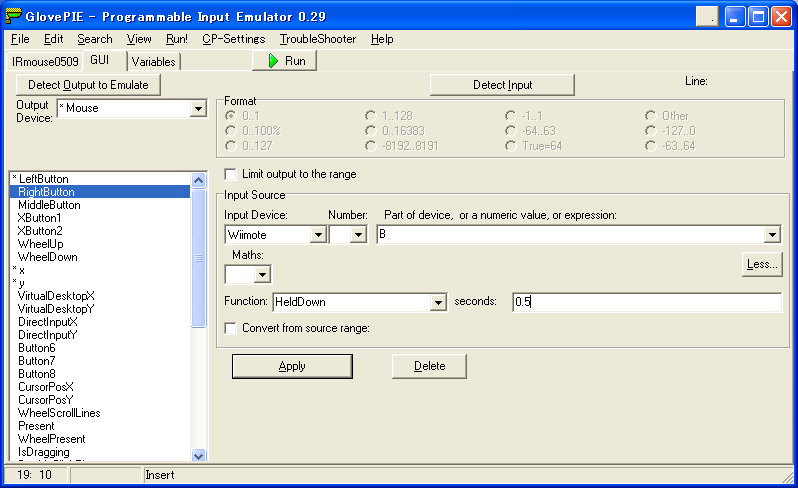 GlovePIE - Programmable Input Emulator 0.29
File Edit Search View Run! CP-Settings TroubleShooter Help
IRmouse0509 GUI Variables Run
Detect Output to Emulate Detect Input Line:
Output Device: * Mouse
Format
0..1 1..128 -1..1 Other
0..100% 0..16383 -64..63 -127..0
0..127 -8192..8191 True=64 -63..64
Limit output to the range
Input Source
Input Device: Number: Part of device, or a numeric value, or expression:
Wiimote B
Maths:
Less...
Function: HeldDown seconds: 0.5
Convert from source range:
Apply Delete
* LeftButton
RightButton
MiddleButton
XButton1
XButton2
WheelUp
WheelDown
* x
* y
VirtualDesktopX
VirtualDesktopY
DirectInputX
DirectInputY
Button6
Button7
Button8
CursorPosX
CursorPosY
WheelScrollLines
Present
WheelPresent
IsDragging
19: 10 Insert